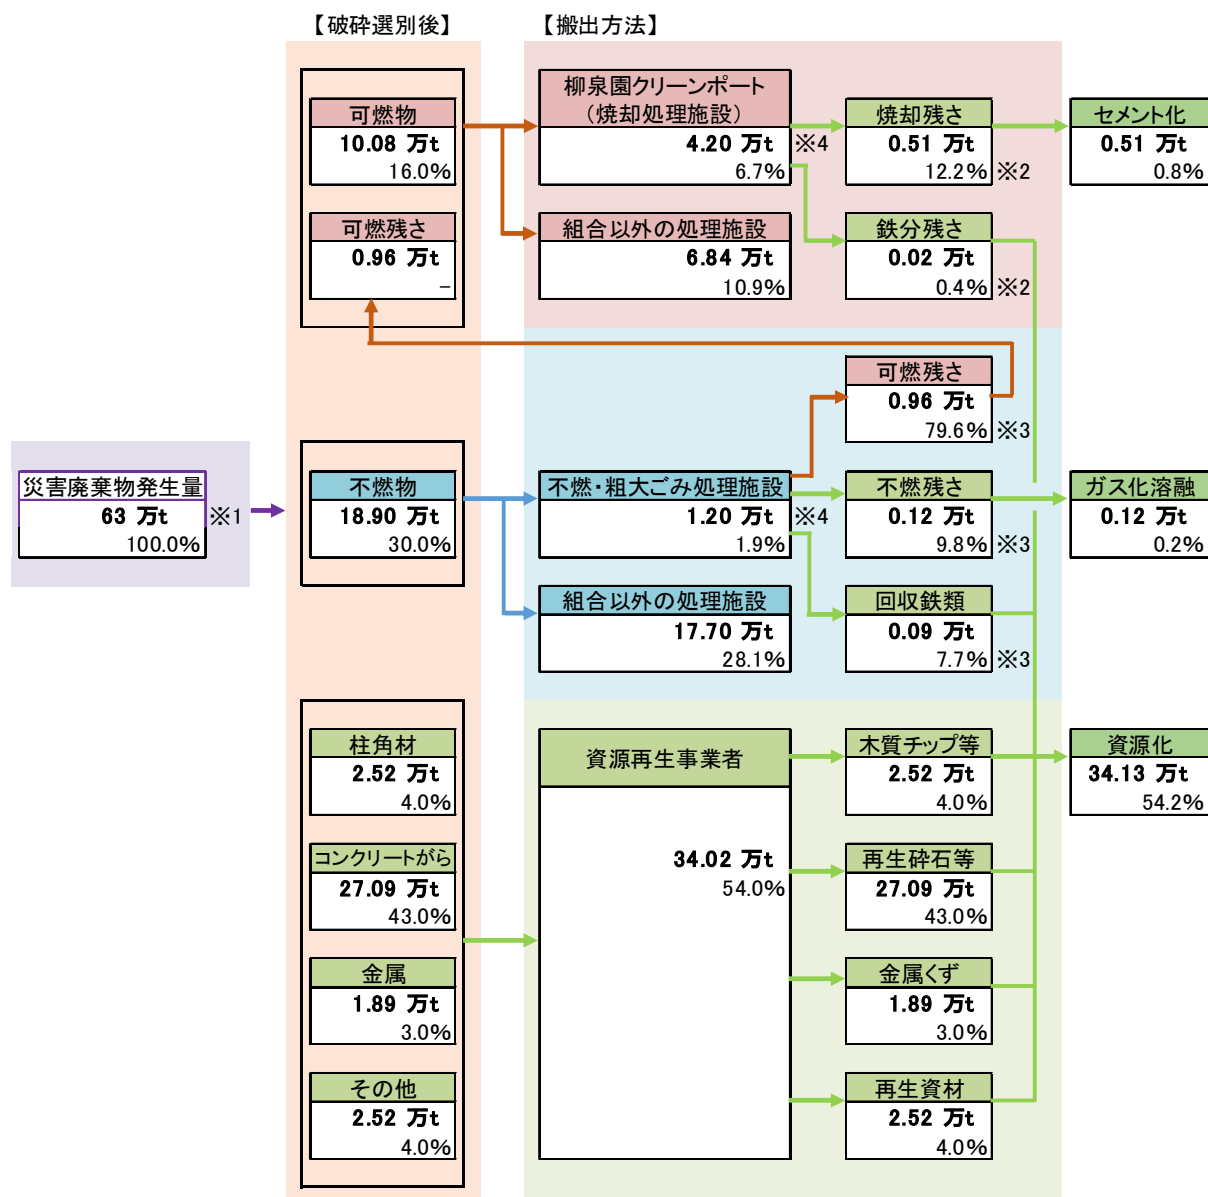 【破砕選別後】
【搬出方法】
可燃物
10.08 万t
16.0%
可燃残さ
0.96 万t
－
柳泉園クリーンポート
（焼却処理施設）
4.20 万t ※4
6.7%
組合以外の処理施設
6.84 万t
10.9%
焼却残さ
0.51 万t
12.2% ※2
鉄分残さ
0.02 万t
0.4% ※2
セメント化
0.51 万t
0.8%
可燃残さ
0.96 万t
79.6% ※3
災害廃棄物発生量
63 万t ※1
100.0%
不燃物
18.90 万t
30.0%
不燃・粗大ごみ処理施設
1.20 万t ※4
1.9%
組合以外の処理施設
17.70 万t
28.1%
不燃残さ
0.12 万t
9.8% ※3
回収鉄類
0.09 万t
7.7% ※3
ガス化溶融
0.12 万t
0.2%
柱角材
2.52 万t
4.0%
コンクリートがら
27.09 万t
43.0%
金属
1.89 万t
3.0%
その他
2.52 万t
4.0%
資源再生事業者
34.02 万t
54.0%
木質チップ等
2.52 万t
4.0%
再生砕石等
27.09 万t
43.0%
金属くず
1.89 万t
3.0%
再生資材
2.52 万t
4.0%
資源化
34.13 万t
54.2%